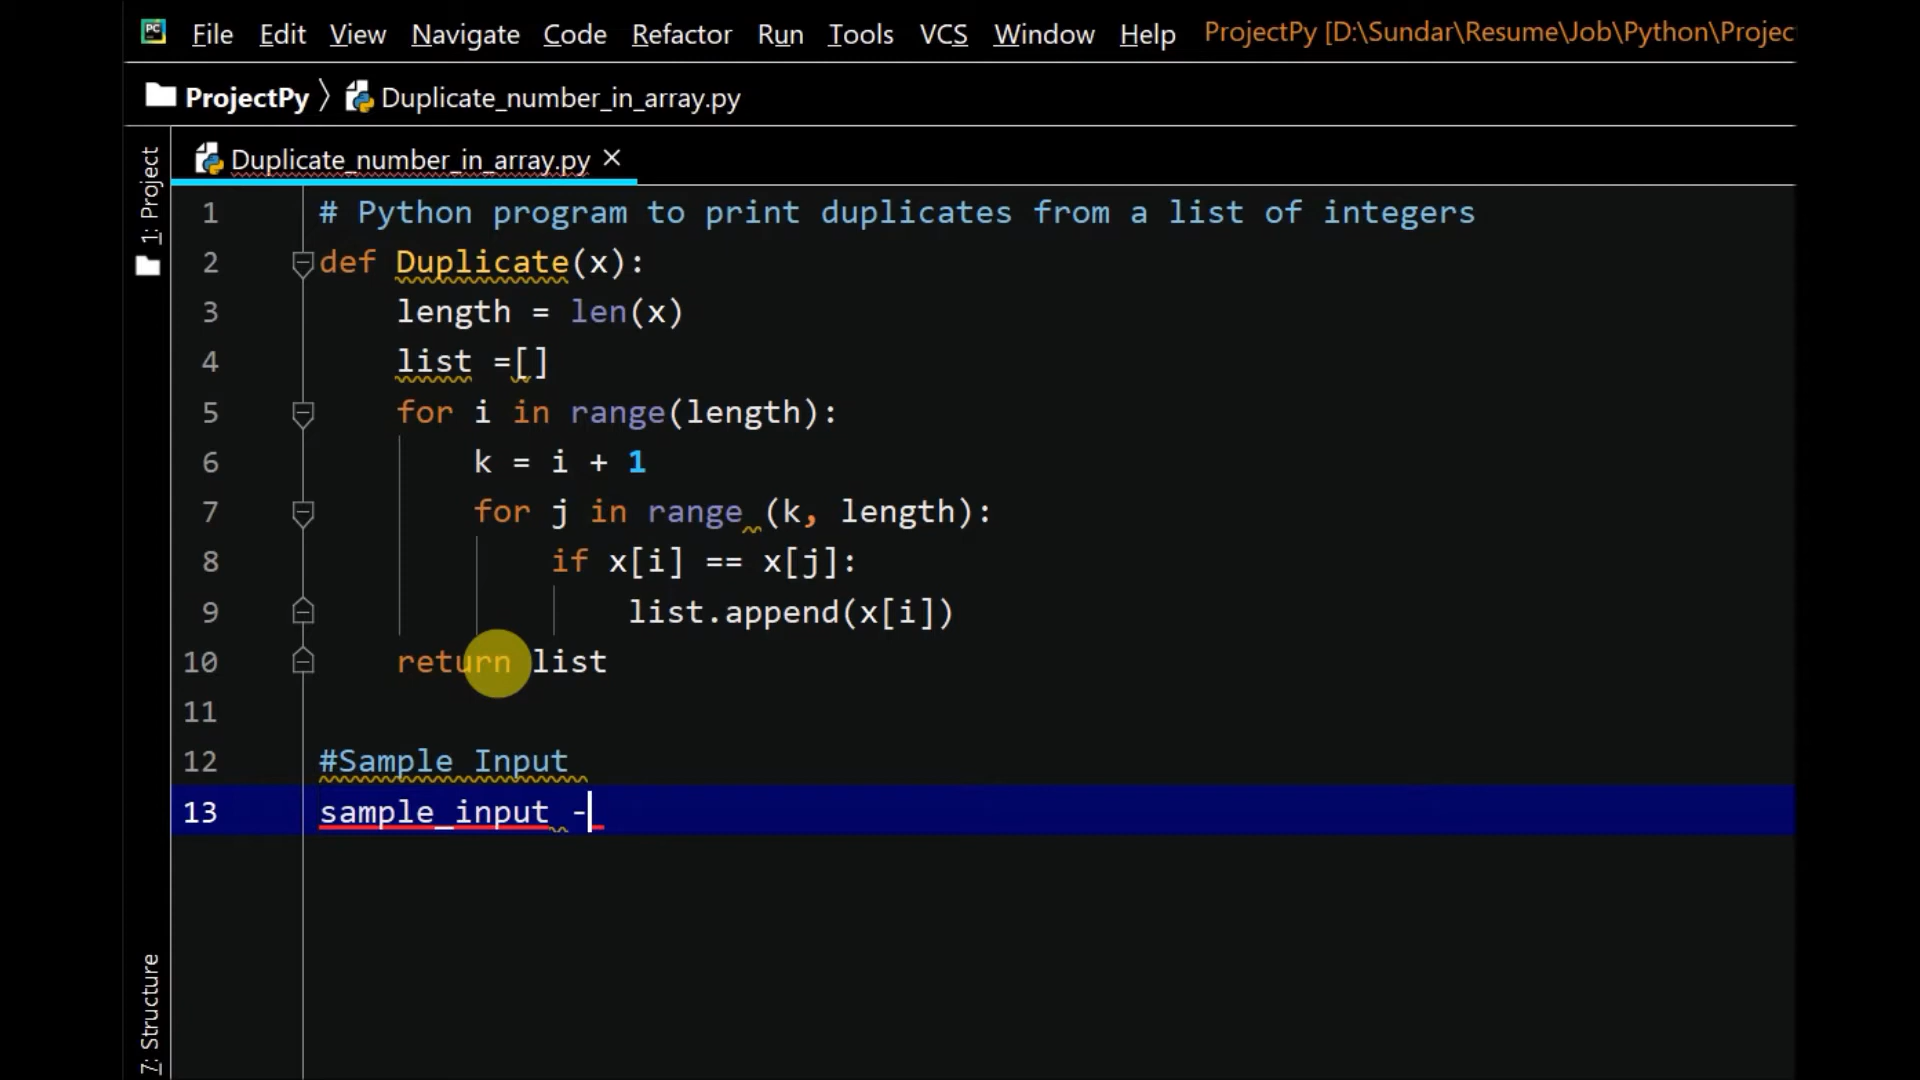 PC File Edit View Navigate Code Refactor Run Tools VCS Window Help ProjectPy [D:\Sundar\Resume\Job\Python\Projec
ProjectPy Duplicate_number_in_array.py
Duplicate_number_in_array.py
1: Project
1 # Python program to print duplicates from a list of integers
2 def Duplicate(x):
3 length = len(x)
4 list =[]
5 for i in range(length):
6 k = i + 1
7 for j in range (k, length):
8 if x[i] == x[j]:
9 list.append(x[i])
10 return list
11
12 #Sample Input
13 sample_input -
7: Structure